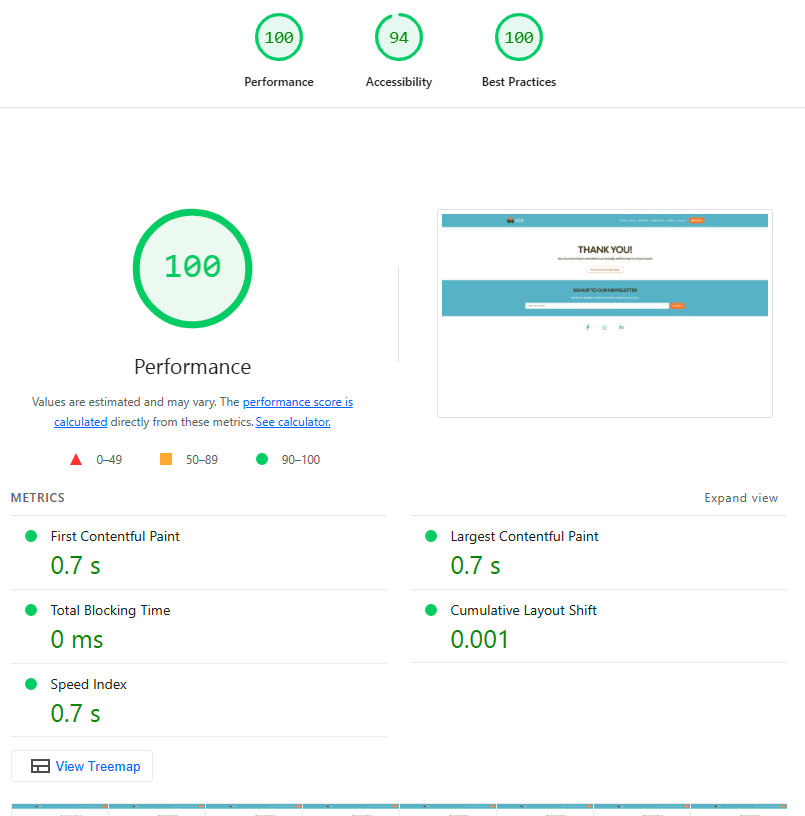 100
94
100
Performance
Accessibility
Best Practices
100
Performance
Values are estimated and may vary. The performance score is
calculated directly from these metrics. See calculator.
0–49
50–89
90–100
THANK YOU!
SIGN UP TO OUR NEWSLETTER
METRICS
Expand view
First Contentful Paint
0.7 s
Largest Contentful Paint
0.7 s
Total Blocking Time
0 ms
Cumulative Layout Shift
0.001
Speed Index
0.7 s
View Treemap